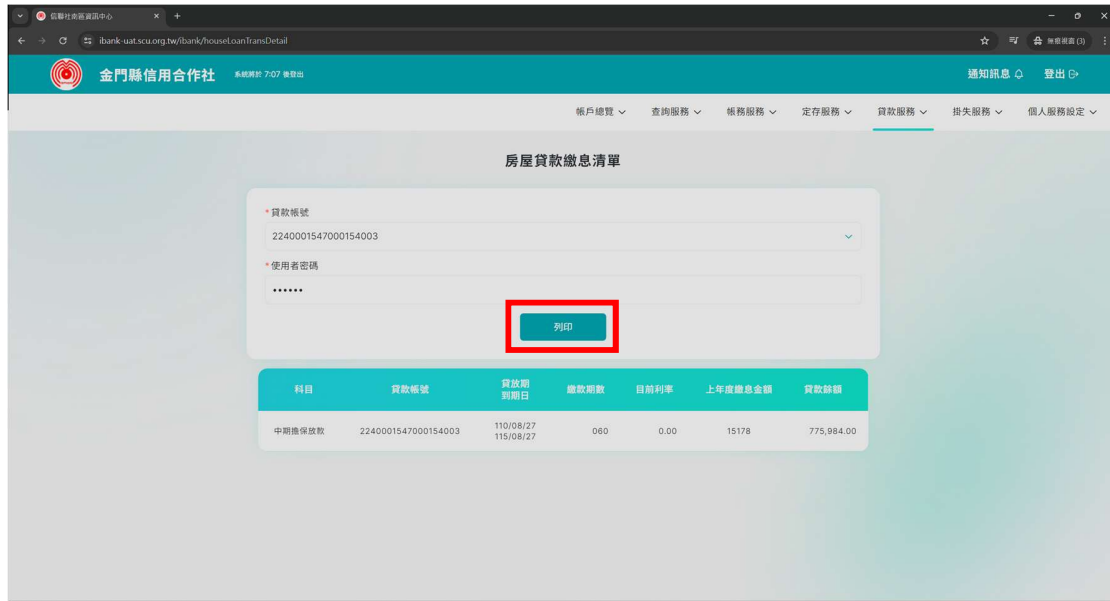 信聯社南區資訊中心
ibank-uat.scu.org.tw/ibank/houseLoanTransDetail
無痕視窗 (3)
金門縣信用合作社
系統將於 7:07 後登出
通知訊息
登出
帳戶總覽
查詢服務
帳務服務
定存服務
貸款服務
掛失服務
個人服務設定
房屋貸款繳息清單
*貸款帳號
2240001547000154003
*使用者密碼
••••••
列印
科目 貸款帳號 貸放期 繳款期數 目前利率 上年度繳息金額 貸款餘額
到期日
中期擔保放款 2240001547000154003 110/08/27 060 0.00 15178 775,984.00
115/08/27